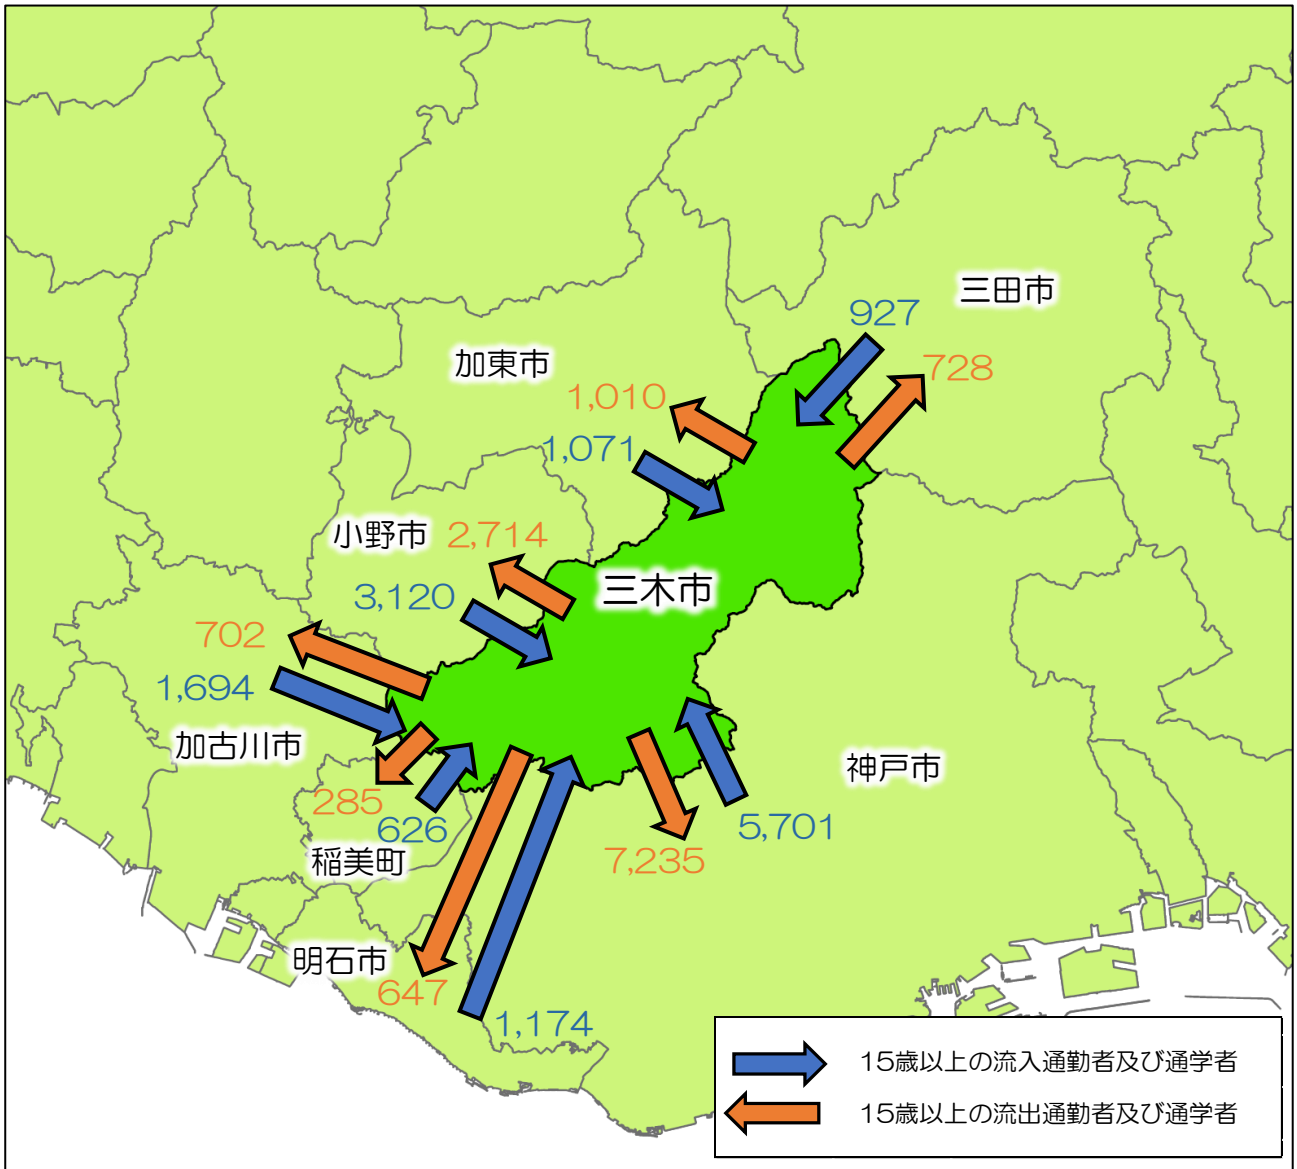 三田市
927
728
加東市
1,010
1,071
小野市
2,714
3,120
三木市
702
1,694
加古川市
285
626
稲美町
神戸市
5,701
7,235
明石市
647
1,174
15歳以上の流入通勤者及び通学者
15歳以上の流出通勤者及び通学者